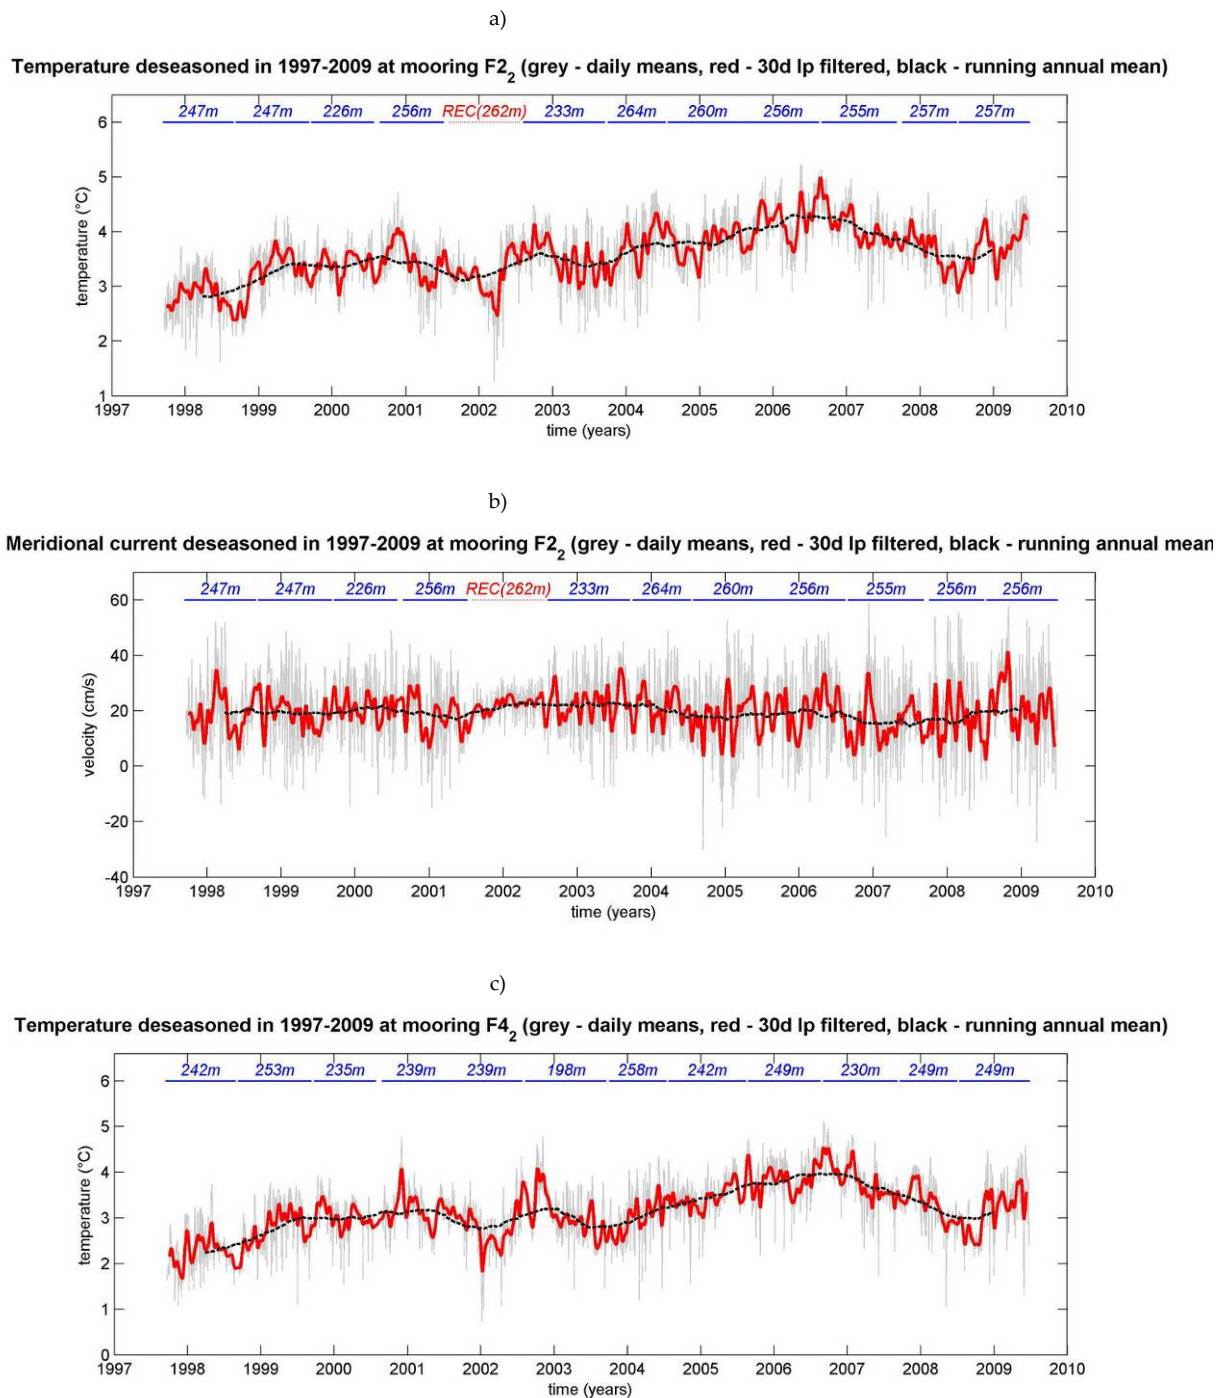 a)
Temperature deseasoned in 1997-2009 at mooring F2₂ (grey - daily means, red - 30d lp filtered, black - running annual mean)
247m 247m 226m 256m REC(262m) 233m 264m 260m 256m 255m 257m 257m
6
5
4
3
2
1
temperature (°C)
1997 1998 1999 2000 2001 2002 2003 2004 2005 2006 2007 2008 2009 2010
time (years)
b)
Meridional current deseasoned in 1997-2009 at mooring F2₂ (grey - daily means, red - 30d lp filtered, black - running annual mean
247m 247m 226m 256m REC(262m) 233m 264m 260m 256m 255m 256m 256m
60
40
20
0
-20
-40
velocity (cm/s)
1997 1998 1999 2000 2001 2002 2003 2004 2005 2006 2007 2008 2009 2010
time (years)
c)
Temperature deseasoned in 1997-2009 at mooring F4₂ (grey - daily means, red - 30d lp filtered, black - running annual mean)
242m 253m 235m 239m 239m 198m 258m 242m 249m 230m 249m 249m
6
5
4
3
2
1
0
temperature (°C)
1997 1998 1999 2000 2001 2002 2003 2004 2005 2006 2007 2008 2009 2010
time (years)